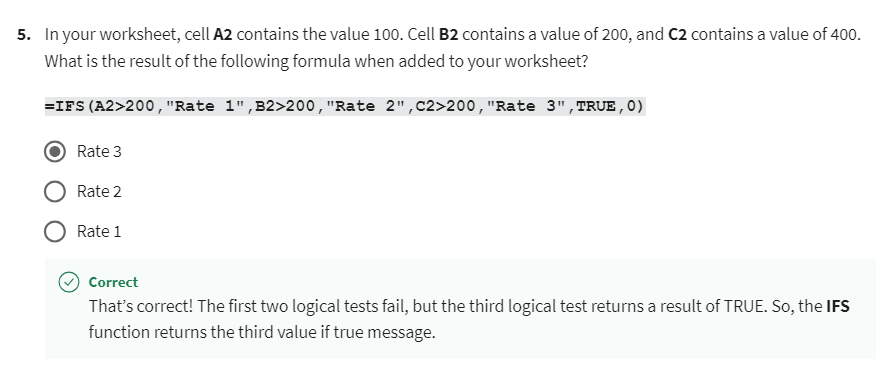 5. In your worksheet, cell A2 contains the value 100. Cell B2 contains a value of 200, and C2 contains a value of 400.
What is the result of the following formula when added to your worksheet?
=IFS(A2>200,"Rate 1",B2>200,"Rate 2",C2>200,"Rate 3",TRUE,0)
Rate 3
Rate 2
Rate 1
Correct
That's correct! The first two logical tests fail, but the third logical test returns a result of TRUE. So, the IFS
function returns the third value if true message.